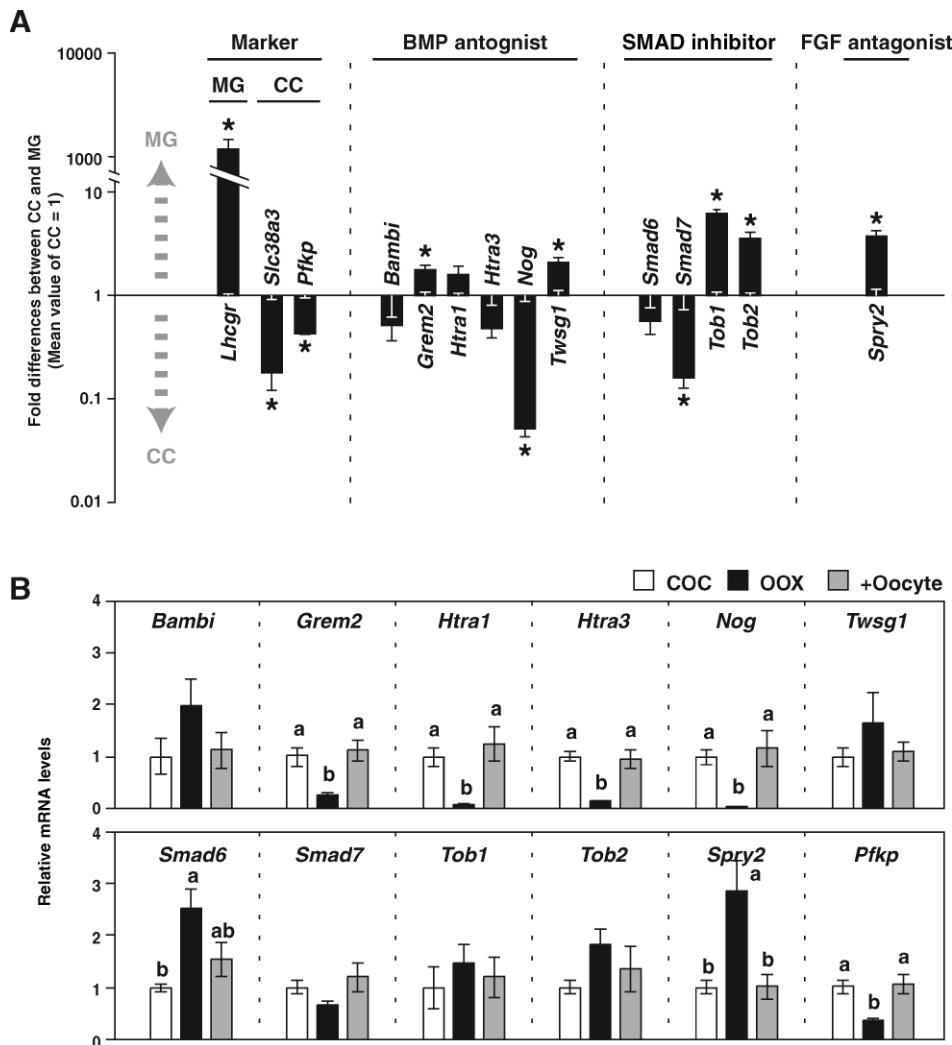 A
Marker BMP antognist SMAD inhibitor FGF antagonist
MG CC
Fold differences between CC and MG
(Mean value of CC = 1)
10000
1000
10
1
0.1
0.01
MG
CC
*
Lhcgr
Slc38a3
*
Pfkp
*
Bambi
*
Grem2
Htra1
Htra3
Nog
*
*
Twsg1
Smad6
Smad7
*
*
Tob1
*
Tob2
*
Spry2
B
COC OOX +Oocyte
Relative mRNA levels
4
3
2
1
0
Bambi Grem2 Htra1 Htra3 Nog Twsg1
a b a a b a a b a a b a
4
3
2
1
0
Smad6 Smad7 Tob1 Tob2 Spry2 Pfkp
b a ab b a b a b a